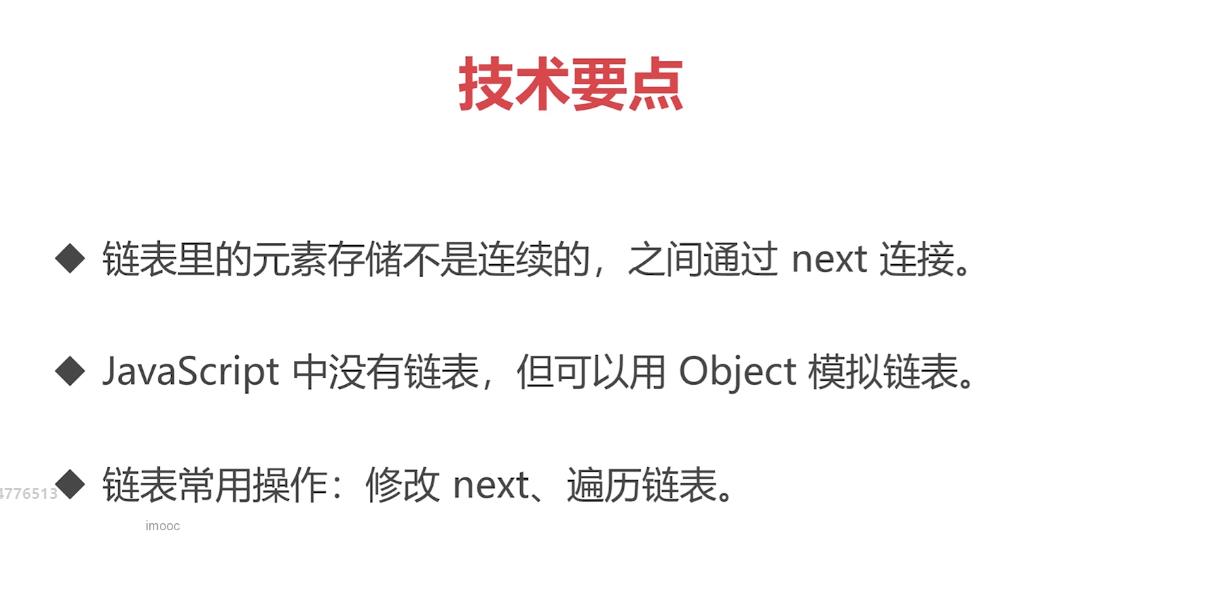 技术要点
◆ 链表里的元素存储不是连续的，之间通过 next 连接。
◆ JavaScript 中没有链表，但可以用 Object 模拟链表。
◆ 链表常用操作：修改 next、遍历链表。
4776513
imooc